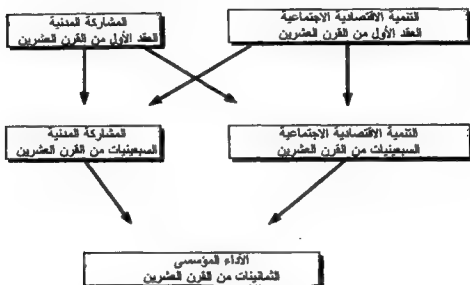 التنمية الاقتصادية الاجتماعية
العقد الأول من القرن العشرين
المشاركة المدنية
العقد الأول من القرن العشرين
التنمية الاقتصادية الاجتماعية
السبعينيات من القرن العشرين
المشاركة المدنية
السبعينيات من القرن العشرين
الأداء المؤسسى
الثمانينات من القرن العشرين